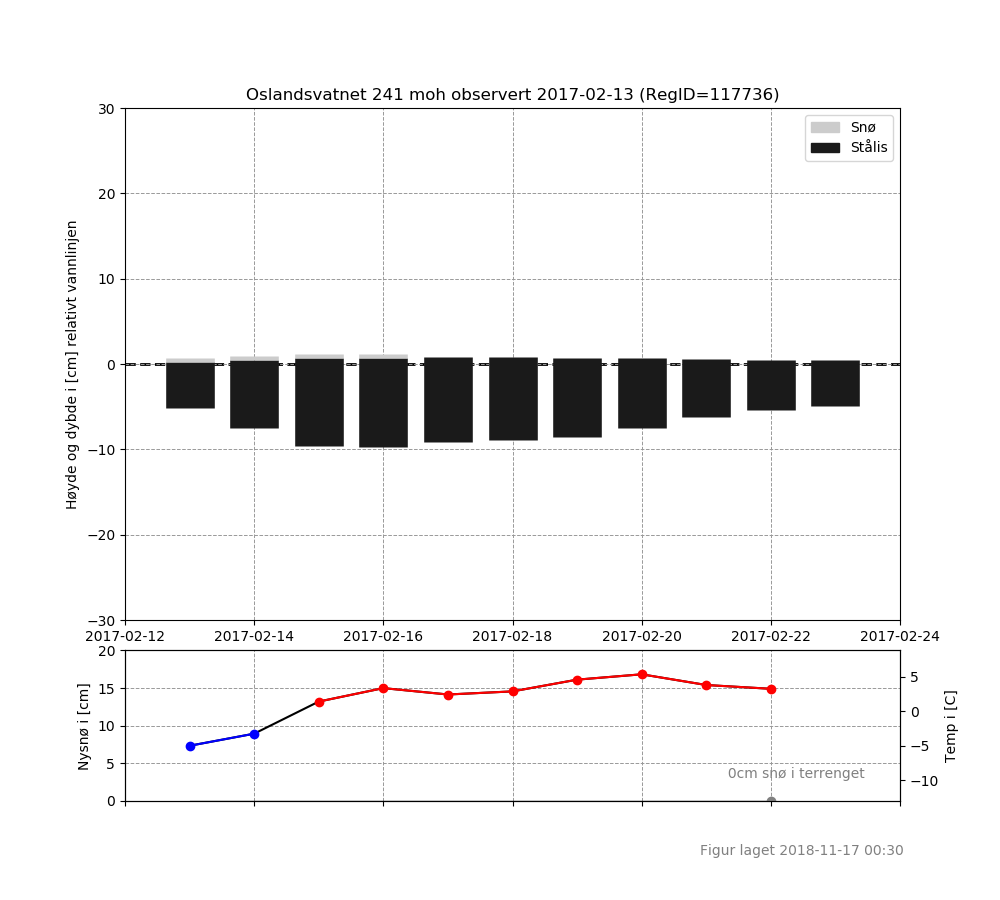 Oslandsvatnet 241 moh observert 2017-02-13 (RegID=117736)
Høyde og dybde i [cm] relativt vannlinjen
30
20
10
0
−10
−20
−30
Snø
Stålis
2017-02-12 2017-02-14 2017-02-16 2017-02-18 2017-02-20 2017-02-22 2017-02-24
Nysnø i [cm]
20
15
10
5
0
5
0
−5
−10
Temp i [C]
0cm snø i terrenget
Figur laget 2018-11-17 00:30